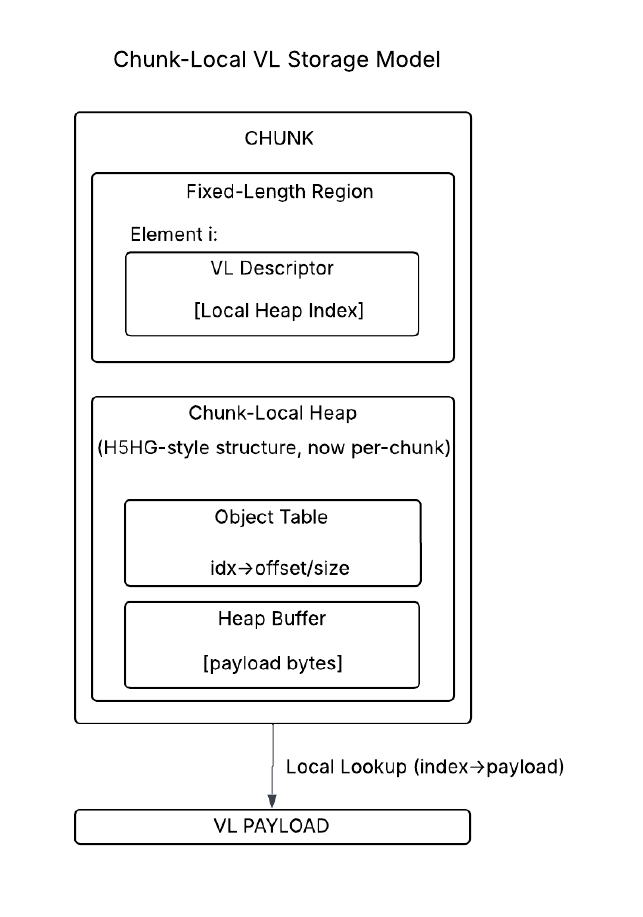 Chunk-Local VL Storage Model
CHUNK
Fixed-Length Region
Element i:
VL Descriptor
[Local Heap Index]
Chunk-Local Heap
(H5HG-style structure, now per-chunk)
Object Table
idx→offset/size
Heap Buffer
[payload bytes]
Local Lookup (index→payload)
VL PAYLOAD